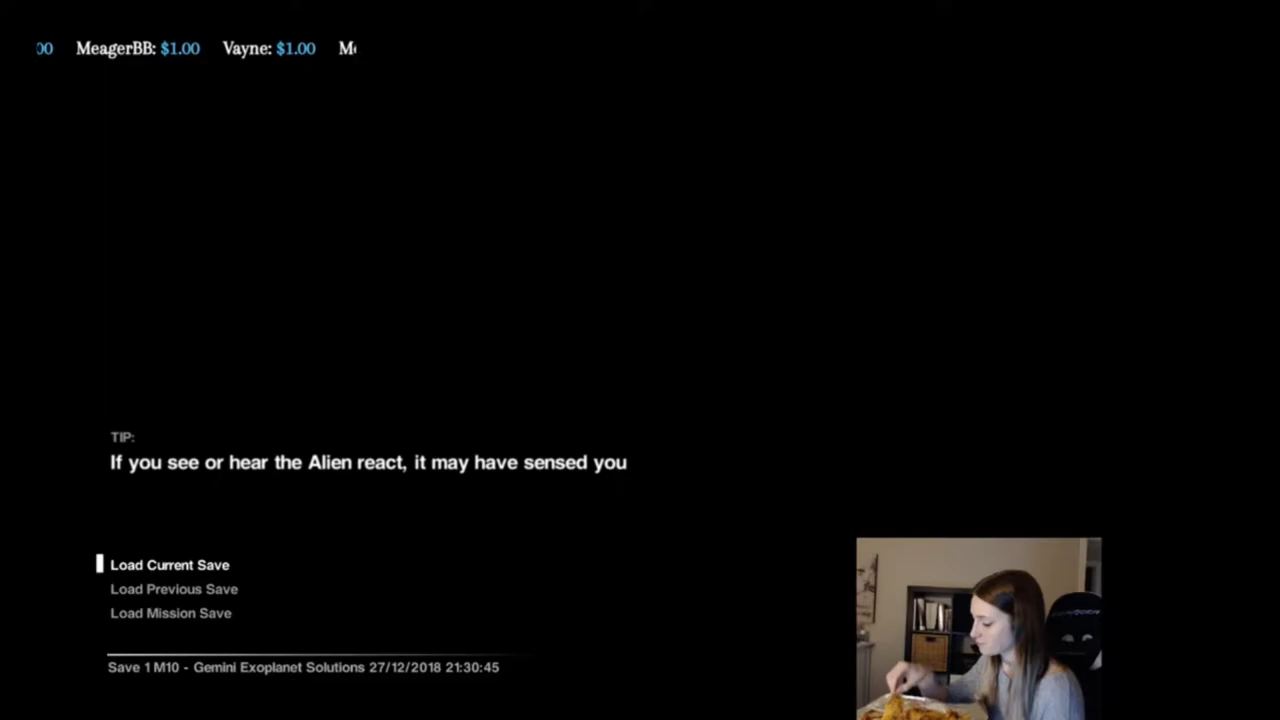 00 MeagerBB: $1.00 Vayne: $1.00 M
TIP:
If you see or hear the Alien react, it may have sensed you
Load Current Save
Load Previous Save
Load Mission Save
Save 1 M10 - Gemini Exoplanet Solutions 27/12/2018 21:30:45